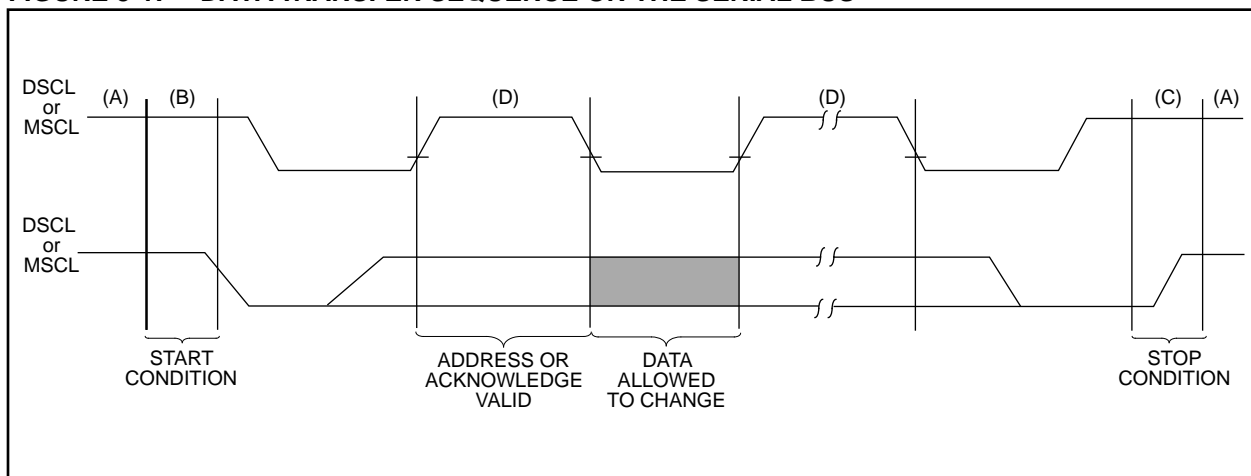 FIGURE 3-1: DATA TRANSFER SEQUENCE ON THE SERIAL BUS
DSCL
or
MSCL
(A)
(B)
(D)
(D)
(C)
(A)
DSCL
or
MSCL
START
CONDITION
ADDRESS OR
ACKNOWLEDGE
VALID
DATA
ALLOWED
TO CHANGE
STOP
CONDITION